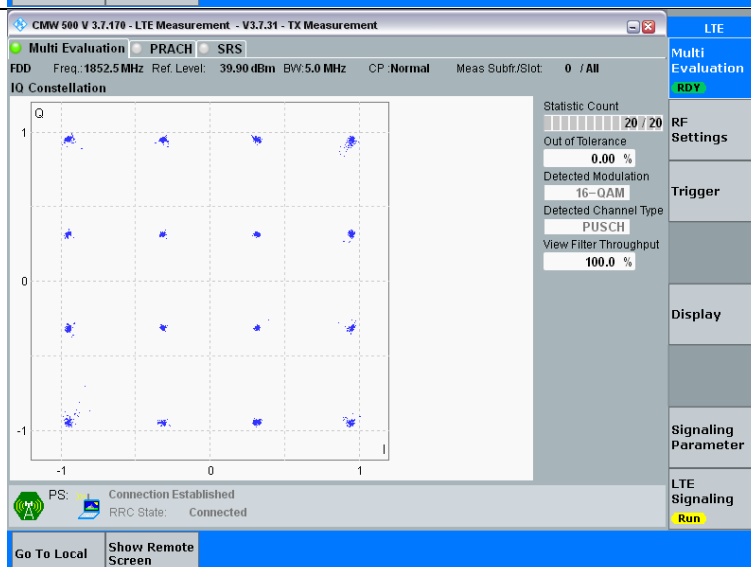 CMW 500 V 3.7.170 - LTE Measurement - V3.7.31 - TX Measurement
LTE
Multi Evaluation PRACH SRS
Multi Evaluation
RDY
FDD Freq.:1852.5 MHz Ref. Level: 39.90 dBm BW:5.0 MHz CP :Normal Meas Subfr./Slot: 0 / All
IQ Constellation
Q
1
0
-1
-1 0 1
I
Statistic Count
20 / 20
Out of Tolerance
0.00 %
Detected Modulation
16-QAM
Detected Channel Type
PUSCH
View Filter Throughput
100.0 %
RF Settings
Trigger
Display
Signaling Parameter
LTE Signaling
Run
PS: Connection Established
RRC State: Connected
Go To Local
Show Remote Screen